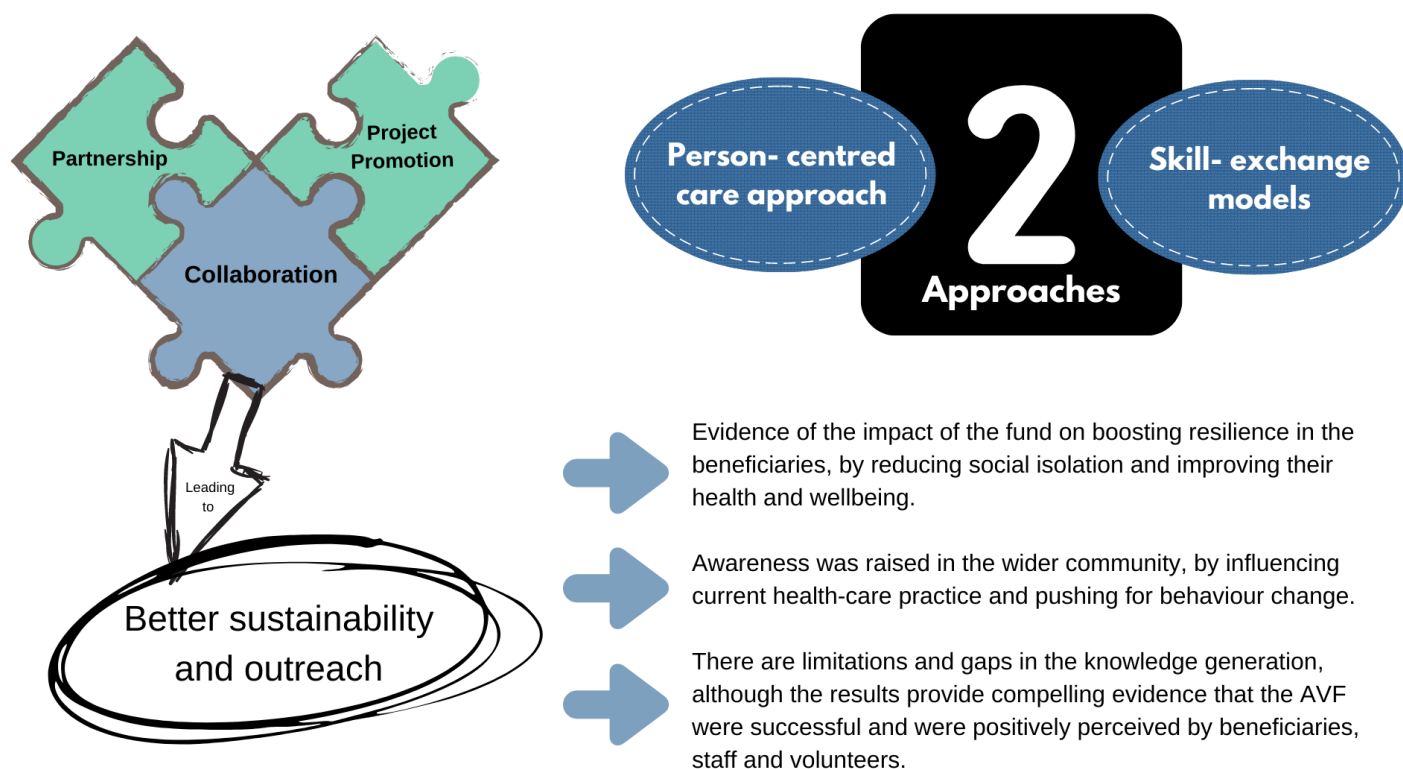 Partnership
Project
Promotion
Collaboration
Leading
to
Better sustainability
and outreach
Person- centred
care approach
2
Approaches
Skill- exchange
models
Evidence of the impact of the fund on boosting resilience in the
beneficiaries, by reducing social isolation and improving their
health and wellbeing.
Awareness was raised in the wider community, by influencing
current health-care practice and pushing for behaviour change.
There are limitations and gaps in the knowledge generation,
although the results provide compelling evidence that the AVF
were successful and were positively perceived by beneficiaries,
staff and volunteers.